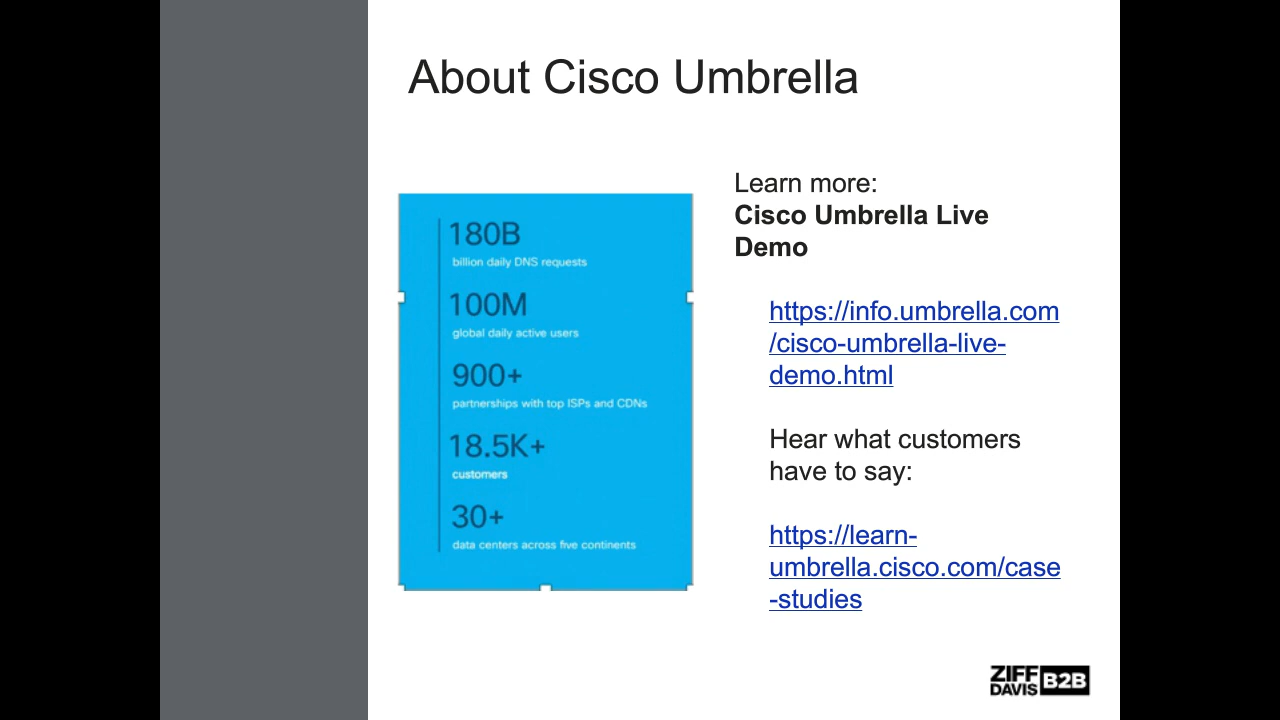 About Cisco Umbrella
180B
billion daily DNS requests
100M
global daily active users
900+
partnerships with top ISPs and CDNs
18.5K+
customers
30+
data centers across five continents
Learn more:
Cisco Umbrella Live
Demo
https://info.umbrella.com
/cisco-umbrella-live-
demo.html
Hear what customers
have to say:
https://learn-
umbrella.cisco.com/case
-studies
ZIFF
DAVIS B2B